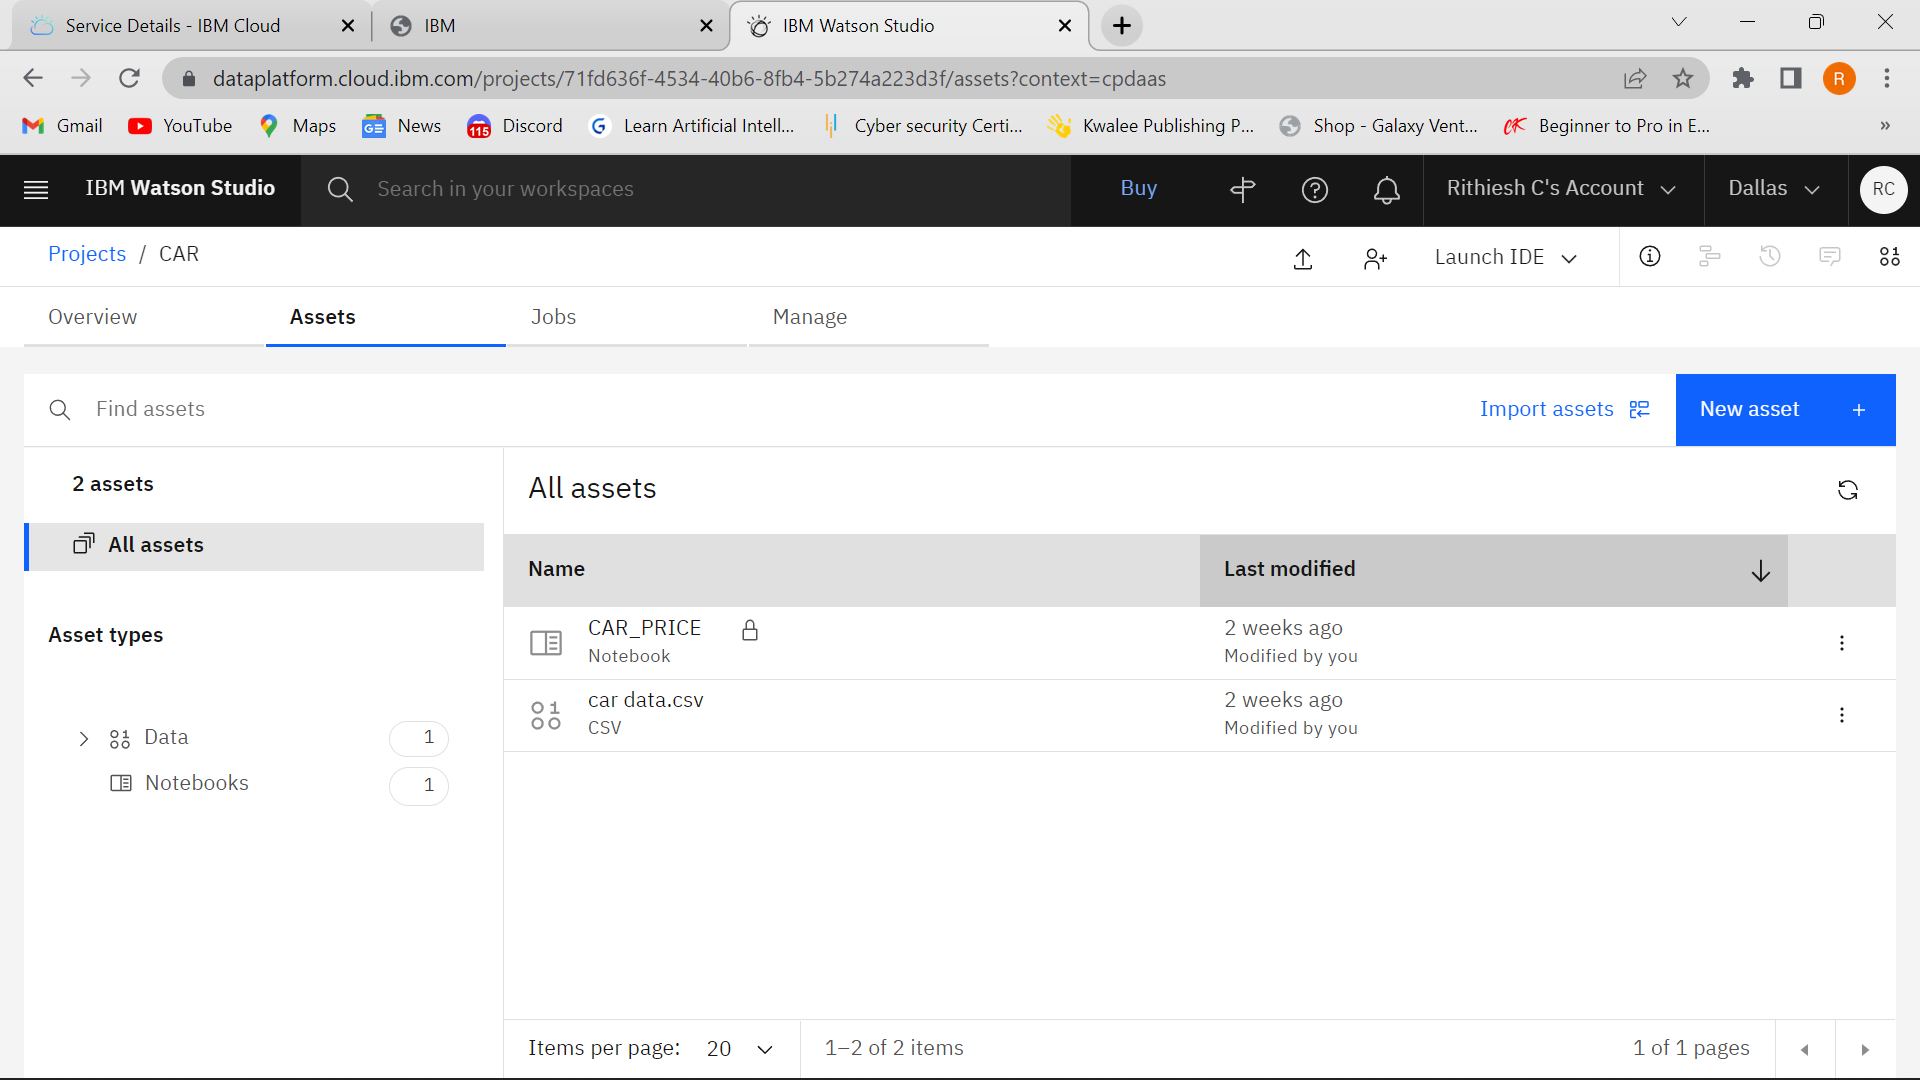 Service Details - IBM Cloud
IBM
IBM Watson Studio
dataplatform.cloud.ibm.com/projects/71fd636f-4534-40b6-8fb4-5b274a223d3f/assets?context=cpdaas
R
Gmail
YouTube
Maps
News
115
Discord
Learn Artificial Intell...
Cyber security Certi...
Kwalee Publishing P...
Shop - Galaxy Vent...
CK
Beginner to Pro in E...
»
IBM Watson Studio
Search in your workspaces
Buy
Rithiesh C's Account
Dallas
RC
Projects / CAR
Launch IDE
Overview
Assets
Jobs
Manage
Find assets
Import assets
New asset +
2 assets
All assets
Asset types
Data 1
Notebooks 1
All assets
Name
Last modified
CAR_PRICE
Notebook
2 weeks ago
Modified by you
car data.csv
CSV
2 weeks ago
Modified by you
Items per page: 20
1–2 of 2 items
1 of 1 pages